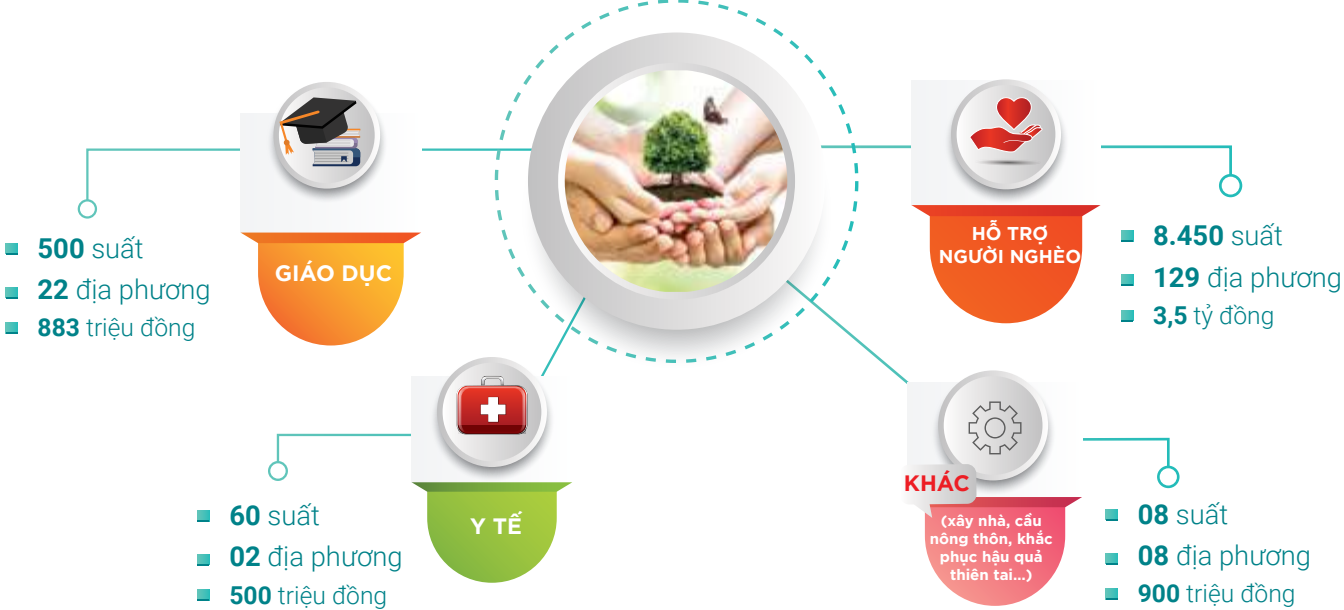 GIÁO DỤC
500 suất
22 địa phương
883 triệu đồng
HỖ TRỢ
NGƯỜI NGHÈO
8.450 suất
129 địa phương
3,5 tỷ đồng
Y TẾ
60 suất
02 địa phương
500 triệu đồng
KHÁC
(xây nhà, cầu
nông thôn, khắc
phục hậu quả
thiên tai...)
08 suất
08 địa phương
900 triệu đồng